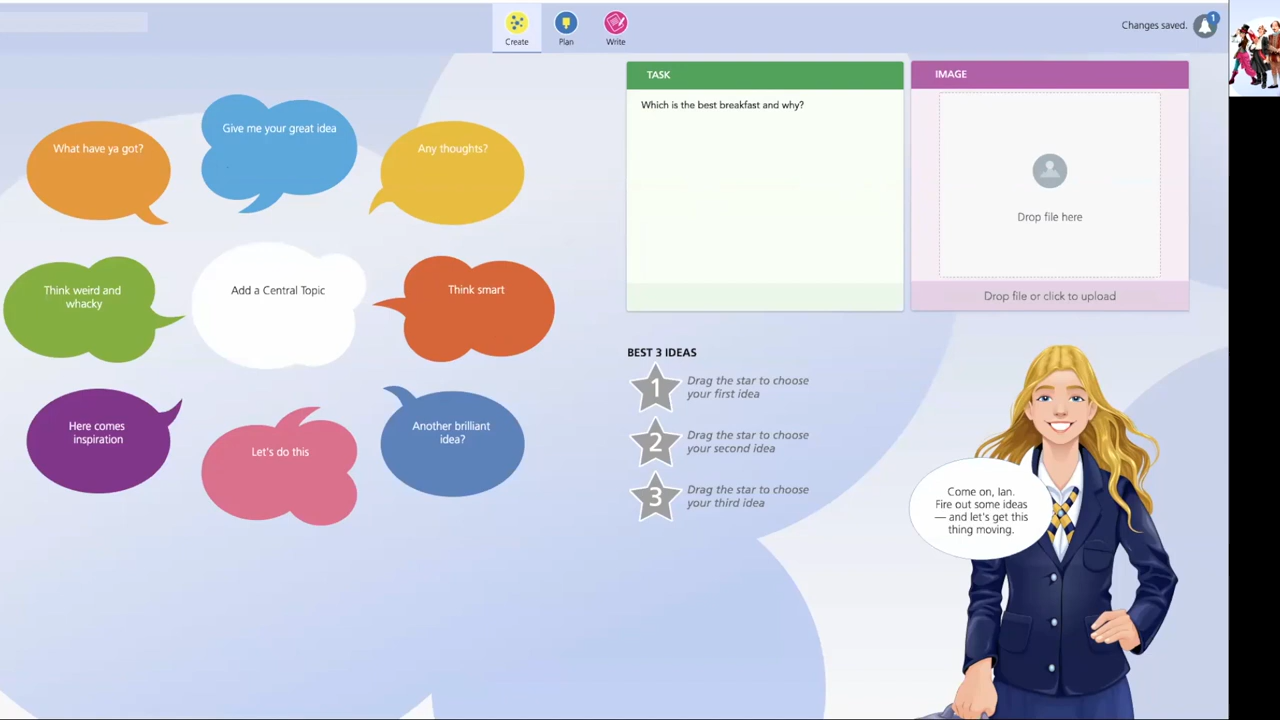 Create
Plan
Write
Changes saved.
1
What have ya got?
Give me your great idea
Any thoughts?
Think weird and
whacky
Add a Central Topic
Think smart
Here comes
inspiration
Let's do this
Another brilliant
idea?
TASK
Which is the best breakfast and why?
IMAGE
Drop file here
Drop file or click to upload
BEST 3 IDEAS
1
Drag the star to choose
your first idea
2
Drag the star to choose
your second idea
3
Drag the star to choose
your third idea
Come on, Ian.
Fire out some ideas
— and let's get this
thing moving.